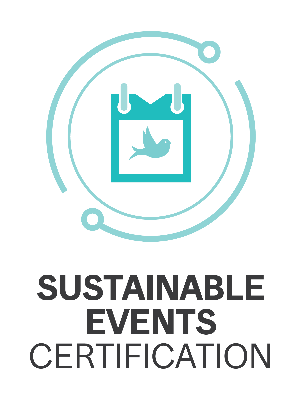 SUSTAINABLE
EVENTS
CERTIFICATION